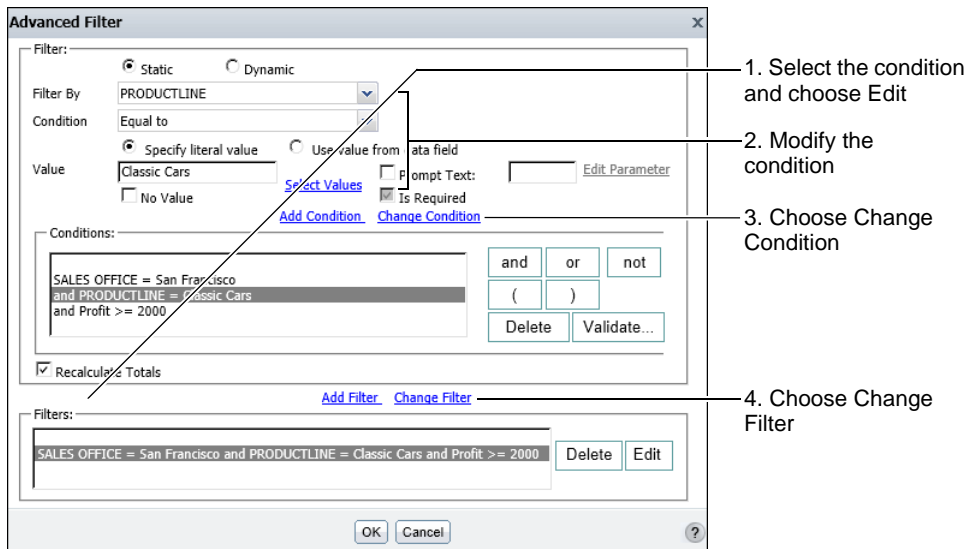 Advanced Filter x
Filter:
Static Dynamic
Filter By PRODUCTLINE
Condition Equal to
Specify literal value Use value from data field
Value Classic Cars Select Values Prompt Text: Edit Parameter
No Value Is Required
Add Condition Change Condition
Conditions:
SALES OFFICE = San Francisco
and PRODUCTLINE = Classic Cars
and Profit >= 2000
and or not
( )
Delete Validate...
Recalculate Totals
Add Filter Change Filter
Filters:
SALES OFFICE = San Francisco and PRODUCTLINE = Classic Cars and Profit >= 2000
Delete Edit
OK Cancel ?
1. Select the condition
and choose Edit
2. Modify the
condition
3. Choose Change
Condition
4. Choose Change
Filter